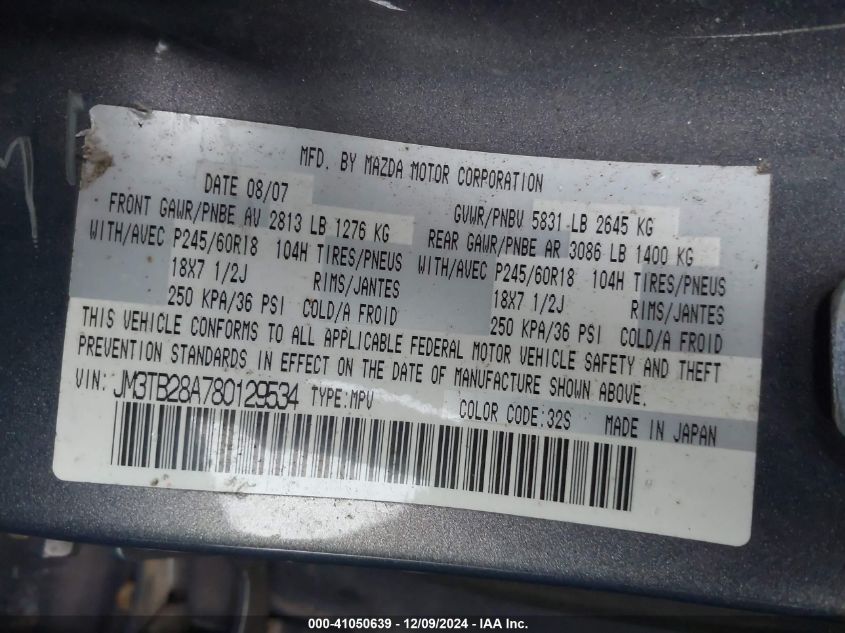 MFD. BY MAZDA MOTOR CORPORATION
DATE 08/07 GVWR/PNBV 5831 LB 2645 KG
FRONT GAWR/PNBE AV 2813 LB 1276 KG REAR GAWR/PNBE AR 3086 LB 1400 KG
WITH/AVEC P245/60R18 104H TIRES/PNEUS WITH/AVEC P245/60R18 104H TIRES/PNEUS
18X7 1/2J RIMS/JANTES 18X7 1/2J RIMS/JANTES
250 KPA/36 PSI COLD/A FROID 250 KPA/36 PSI COLD/A FROID
THIS VEHICLE CONFORMS TO ALL APPLICABLE FEDERAL MOTOR VEHICLE SAFETY AND THEFT
PREVENTION STANDARDS IN EFFECT ON THE DATE OF MANUFACTURE SHOWN ABOVE.
VIN: JM3TB28A780129534 TYPE:MPV COLOR CODE:32S MADE IN JAPAN
000-41050639 - 12/09/2024 - IAA Inc.